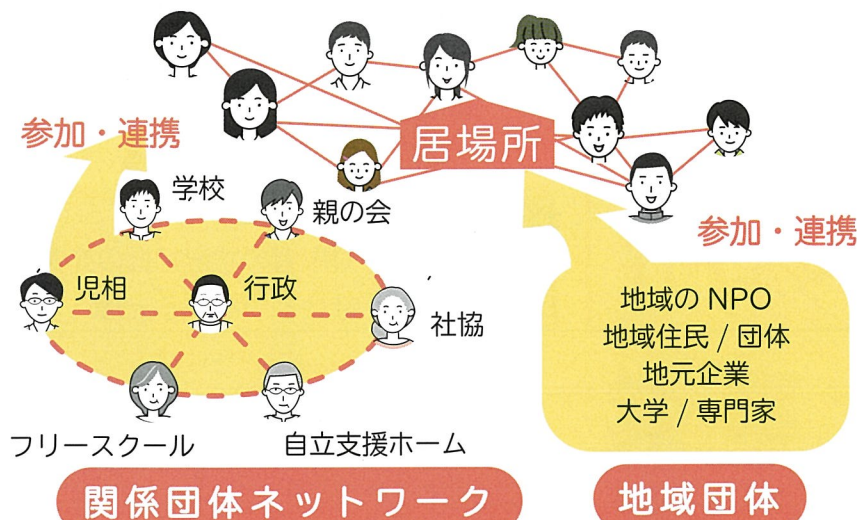 居場所
参加・連携
学校
親の会
児相
行政
社協
フリースクール
自立支援ホーム
関係団体ネットワーク
参加・連携
地域の NPO
地域住民 / 団体
地元企業
大学 / 専門家
地域団体